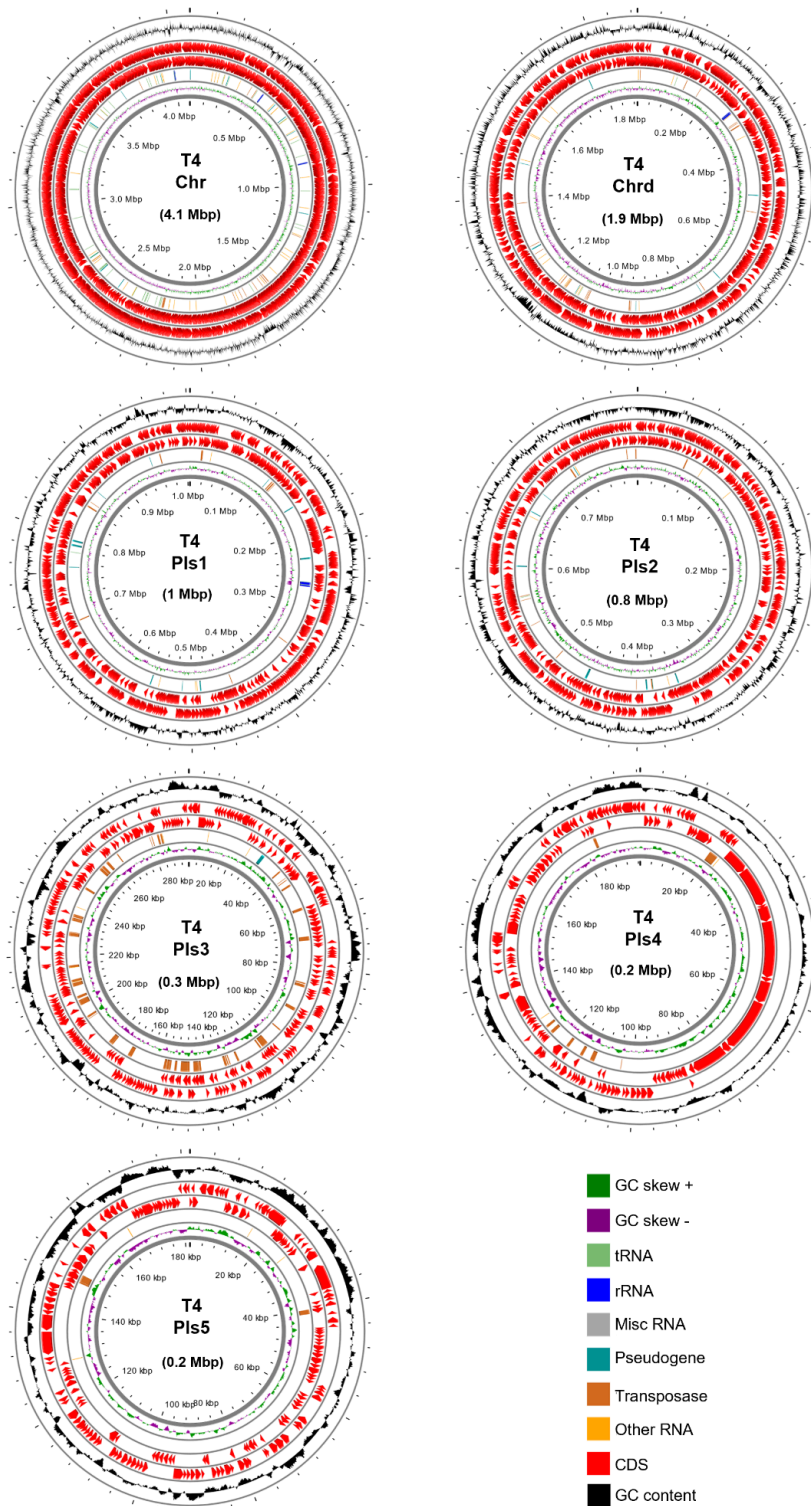 T4
Chr
(4.1 Mbp)
4.0 Mbp
0.5 Mbp
1.0 Mbp
1.5 Mbp
2.0 Mbp
2.5 Mbp
3.0 Mbp
3.5 Mbp
T4
Chrd
(1.9 Mbp)
1.8 Mbp
0.2 Mbp
0.4 Mbp
0.6 Mbp
0.8 Mbp
1.0 Mbp
1.2 Mbp
1.4 Mbp
1.6 Mbp
T4
Pls1
(1 Mbp)
1.0 Mbp
0.1 Mbp
0.2 Mbp
0.3 Mbp
0.4 Mbp
0.5 Mbp
0.6 Mbp
0.7 Mbp
0.8 Mbp
0.9 Mbp
T4
Pls2
(0.8 Mbp)
0.1 Mbp
0.2 Mbp
0.3 Mbp
0.4 Mbp
0.5 Mbp
0.6 Mbp
0.7 Mbp
T4
Pls3
(0.3 Mbp)
280 kbp
20 kbp
40 kbp
60 kbp
80 kbp
100 kbp
120 kbp
140 kbp
160 kbp
180 kbp
200 kbp
220 kbp
240 kbp
260 kbp
T4
Pls4
(0.2 Mbp)
20 kbp
40 kbp
60 kbp
80 kbp
100 kbp
120 kbp
140 kbp
160 kbp
180 kbp
T4
Pls5
(0.2 Mbp)
180 kbp
20 kbp
40 kbp
60 kbp
80 kbp
100 kbp
120 kbp
140 kbp
160 kbp
GC skew +
GC skew -
tRNA
rRNA
Misc RNA
Pseudogene
Transposase
Other RNA
CDS
GC content